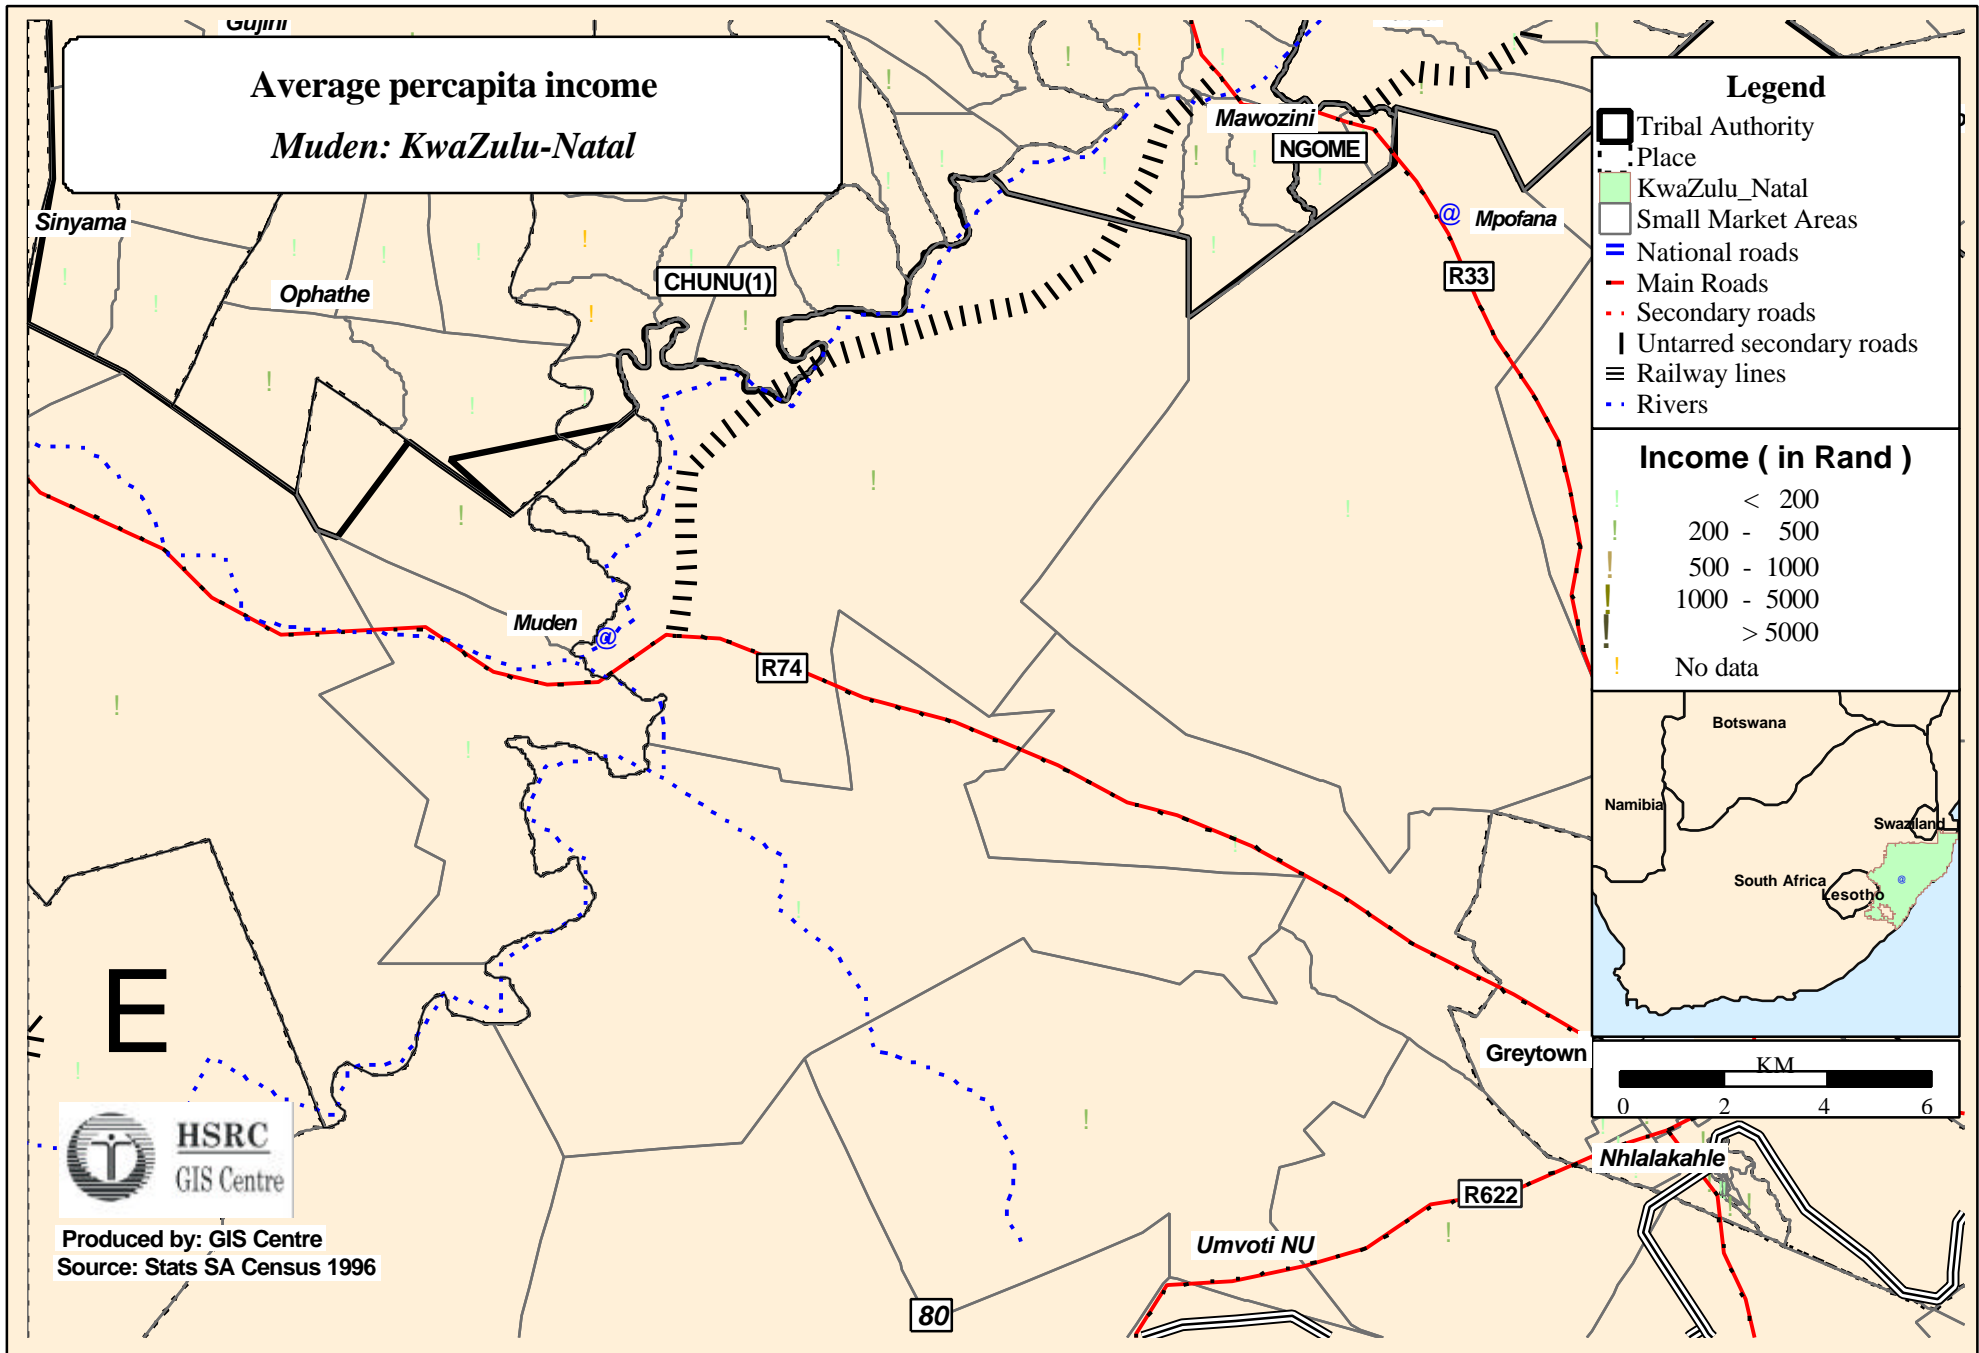 Gujini
Average percapita income
Muden: KwaZulu-Natal
Sinyama
Ophathe
CHUNU(1)
Mawozini
NGOME
@
Mpofana
R33
Muden
@
R74
E
Greytown
Nhlalakahle
R622
Umvoti NU
80
HSRC
GIS Centre
Produced by: GIS Centre
Source: Stats SA Census 1996
Legend
Tribal Authority
Place
KwaZulu_Natal
Small Market Areas
National roads
Main Roads
Secondary roads
Untarred secondary roads
Railway lines
Rivers
Income ( in Rand )
< 200
200 - 500
500 - 1000
1000 - 5000
> 5000
No data
Botswana
Namibia
Swaziland
South Africa
Lesotho
@
KM
0 2 4 6